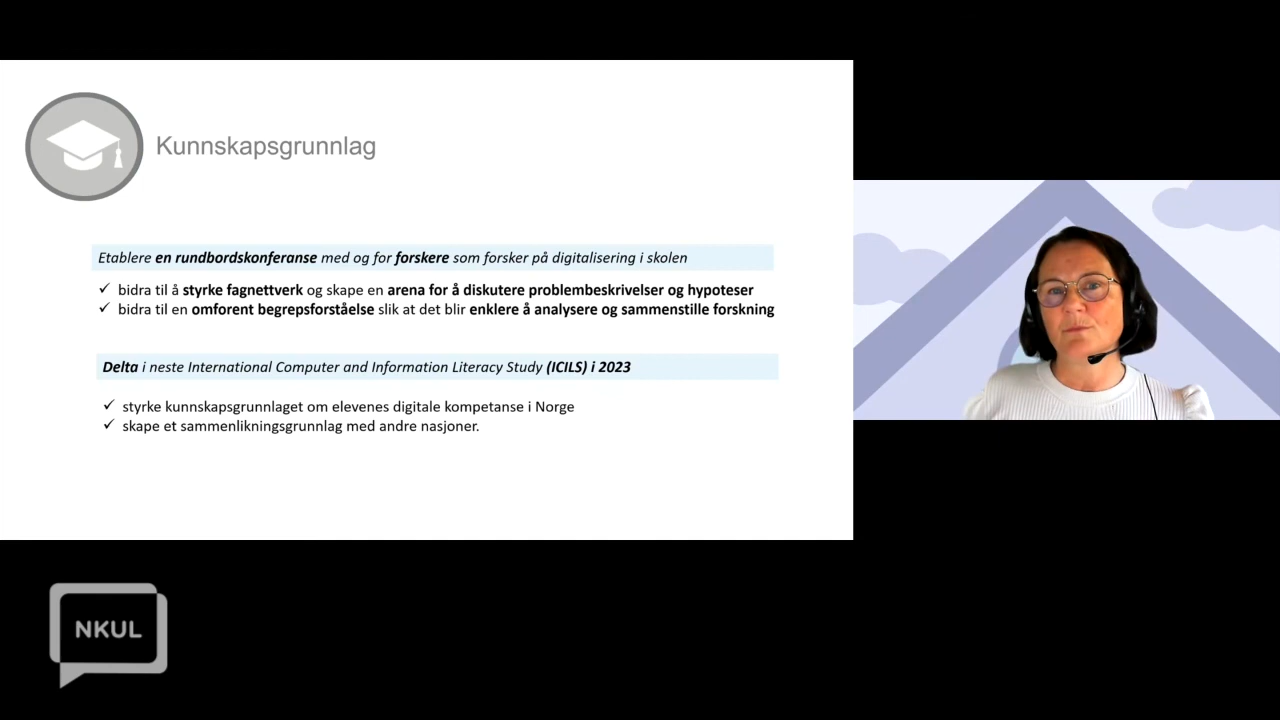 Kunnskapsgrunnlag
Etablere en rundbordskonferanse med og for forskere som forsker på digitalisering i skolen
✓ bidra til å styrke fagnettverk og skape en arena for å diskutere problembeskrivelser og hypoteser
✓ bidra til en omforent begrepsforståelse slik at det blir enklere å analysere og sammenstille forskning
Delta i neste International Computer and Information Literacy Study (ICILS) i 2023
✓ styrke kunnskapsgrunnlaget om elevenes digitale kompetanse i Norge
✓ skape et sammenlikningsgrunnlag med andre nasjoner.
NKUL